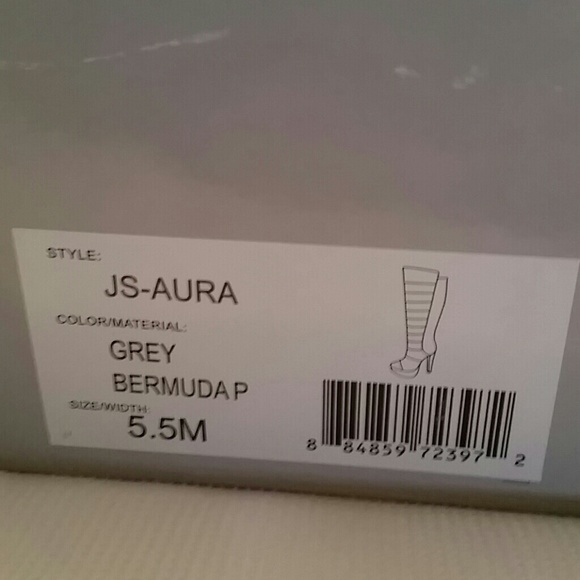 STYLE:
JS-AURA
COLOR/MATERIAL:
GREY
BERMUDA P
SIZE/WIDTH:
5.5M
8 84859 72397 2